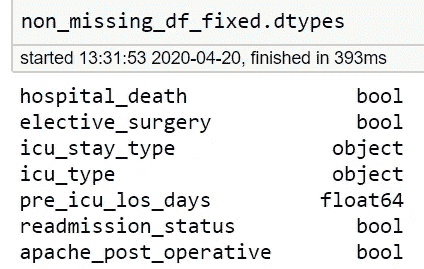 non_missing_df_fixed.dtypes
started 13:31:53 2020-04-20, finished in 393ms
hospital_death bool
elective_surgery bool
icu_stay_type object
icu_type object
pre_icu_los_days float64
readmission_status bool
apache_post_operative bool